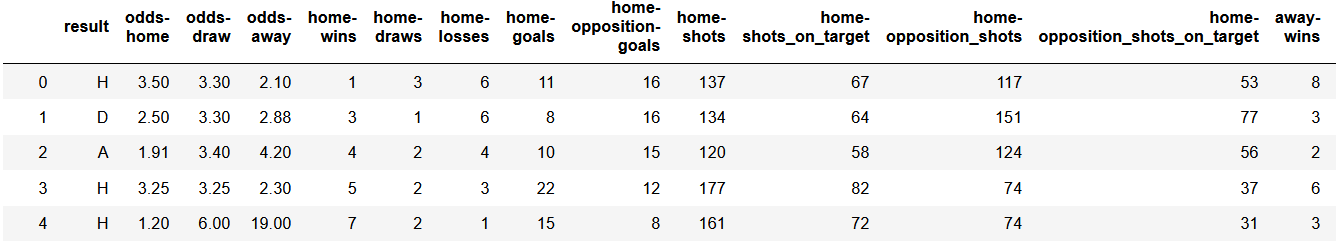 result odds-home odds-draw odds-away home-wins home-draws home-losses home-goals home-opposition-goals home-shots home-shots_on_target home-opposition_shots home-opposition_shots_on_target away-wins
0 H 3.50 3.30 2.10 1 3 6 11 16 137 67 117 53 8
1 D 2.50 3.30 2.88 3 1 6 8 16 134 64 151 77 3
2 A 1.91 3.40 4.20 4 2 4 10 15 120 58 124 56 2
3 H 3.25 3.25 2.30 5 2 3 22 12 177 82 74 37 6
4 H 1.20 6.00 19.00 7 2 1 15 8 161 72 74 31 3